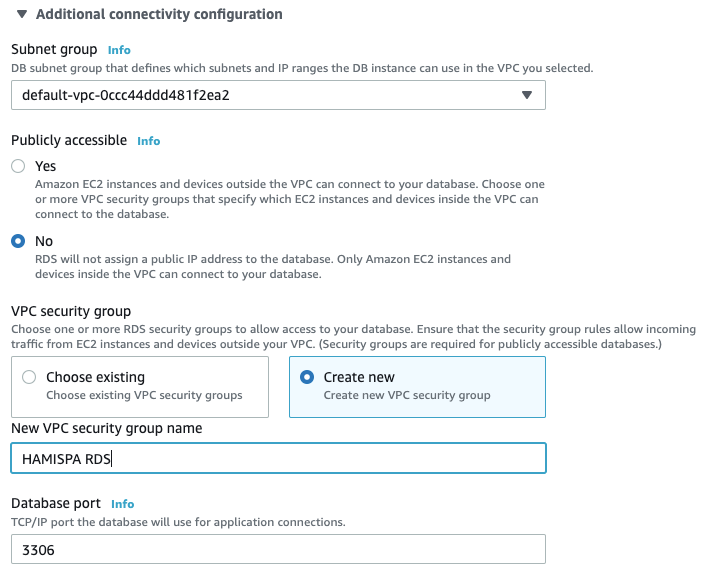 Additional connectivity configuration
Subnet group Info
DB subnet group that defines which subnets and IP ranges the DB instance can use in the VPC you selected.
default-vpc-0ccc44ddd481f2ea2
Publicly accessible Info
Yes
Amazon EC2 instances and devices outside the VPC can connect to your database. Choose one
or more VPC security groups that specify which EC2 instances and devices inside the VPC can
connect to the database.
No
RDS will not assign a public IP address to the database. Only Amazon EC2 instances and
devices inside the VPC can connect to your database.
VPC security group
Choose one or more RDS security groups to allow access to your database. Ensure that the security group rules allow incoming
traffic from EC2 instances and devices outside your VPC. (Security groups are required for publicly accessible databases.)
Choose existing
Choose existing VPC security groups
Create new
Create new VPC security group
New VPC security group name
HAMISPA RDS
Database port Info
TCP/IP port the database will use for application connections.
3306